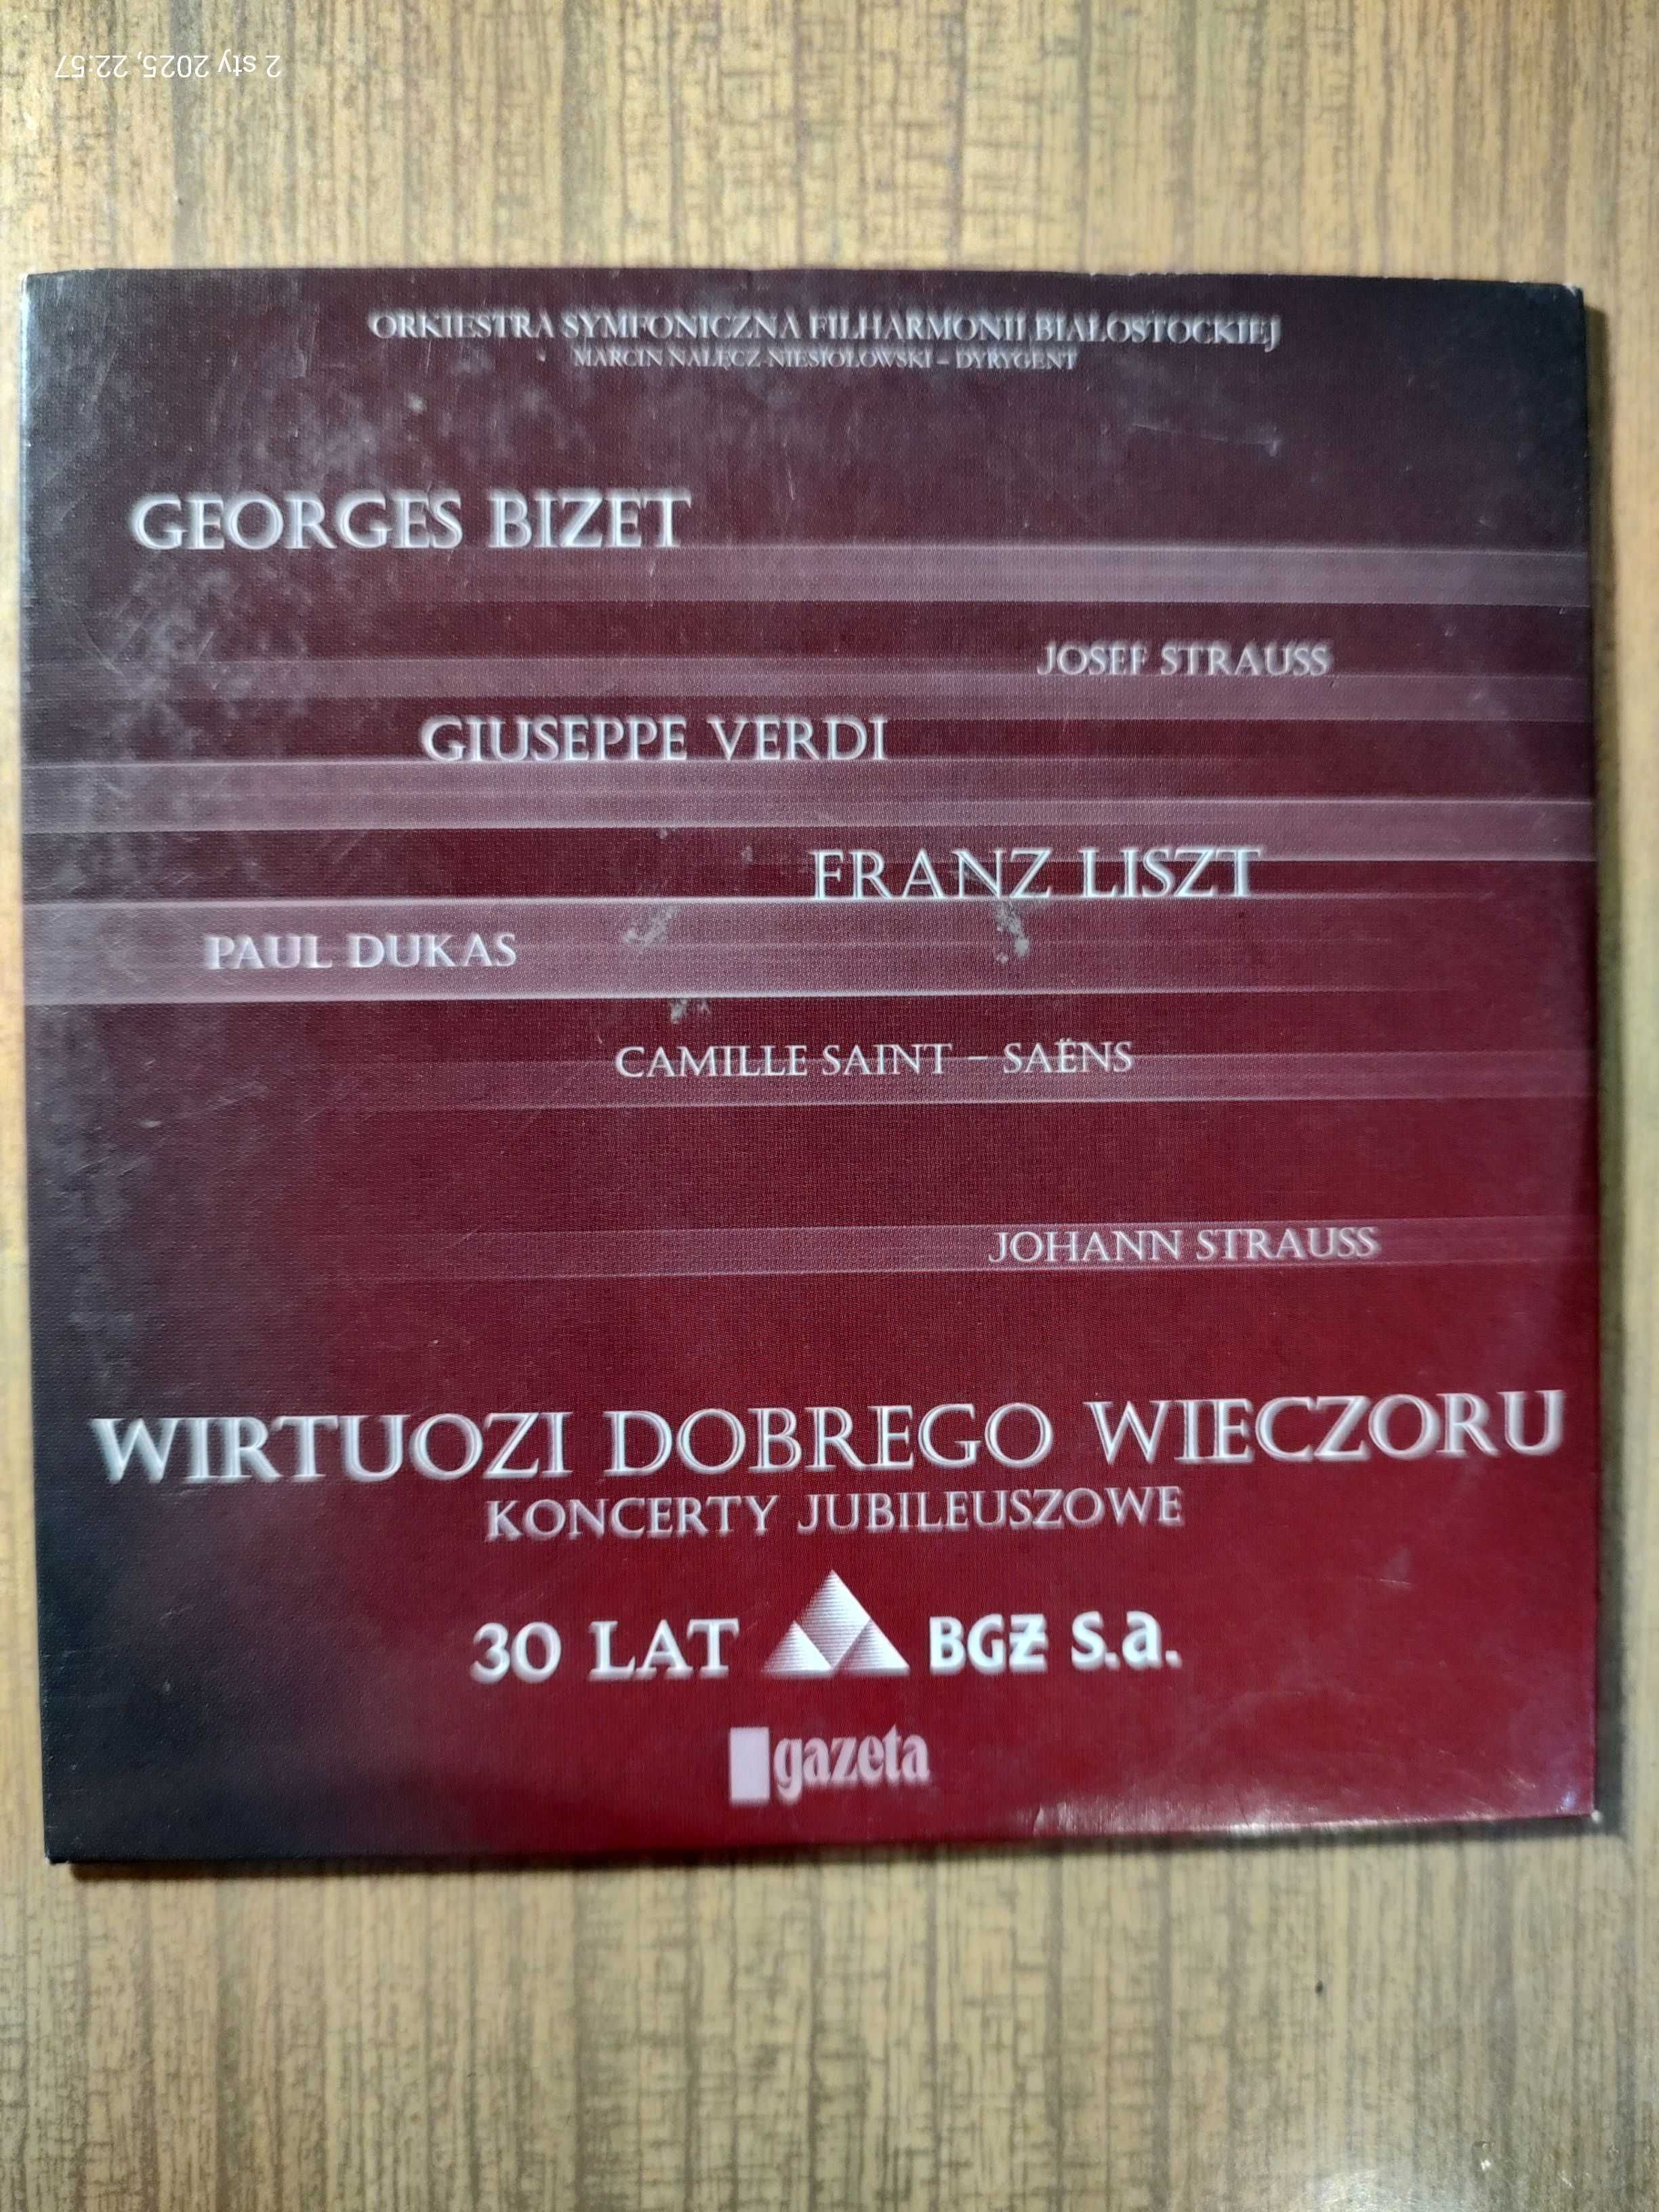 2 sty 2025, 22:57
ORKIESTRA SYMFONICZNA FILHARMONII BIAŁOSTOCKIEJ
MARCIN NAŁĘCZ NIESIOŁOWSKI – DYRYGENT
GEORGES BIZET
JOSEF STRAUSS
GIUSEPPE VERDI
FRANZ LISZT
PAUL DUKAS
CAMILLE SAINT – SAËNS
JOHANN STRAUSS
WIRTUOZI DOBREGO WIECZORU
KONCERTY JUBILEUSZOWE
30 LAT BGŻ S.a.
gazeta